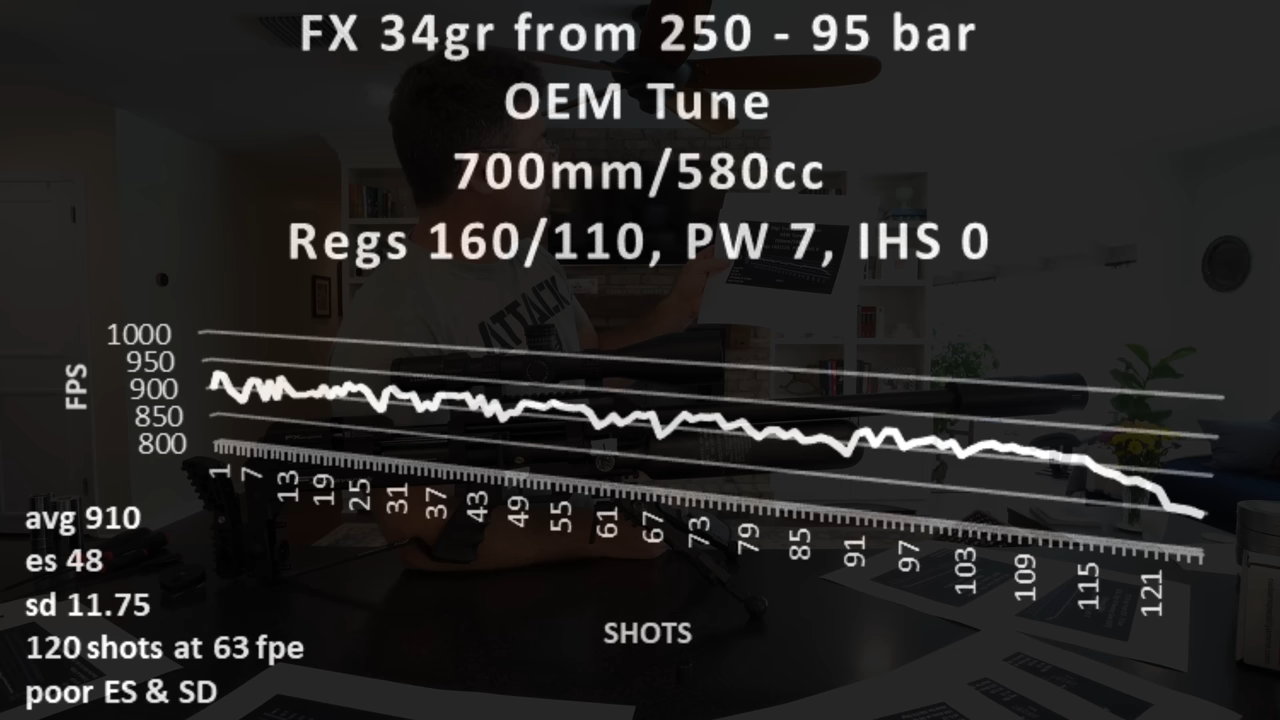 FX 34gr from 250 - 95 bar
OEM Tune
700mm/580cc
Regs 160/110, PW 7, IHS 0
ATTACK
1000
950
900
850
800
FPS
1 7 13 19 25 31 37 43 49 55 61 67 73 79 85 91 97 103 109 115 121
SHOTS
avg 910
es 48
sd 11.75
120 shots at 63 fpe
poor ES & SD